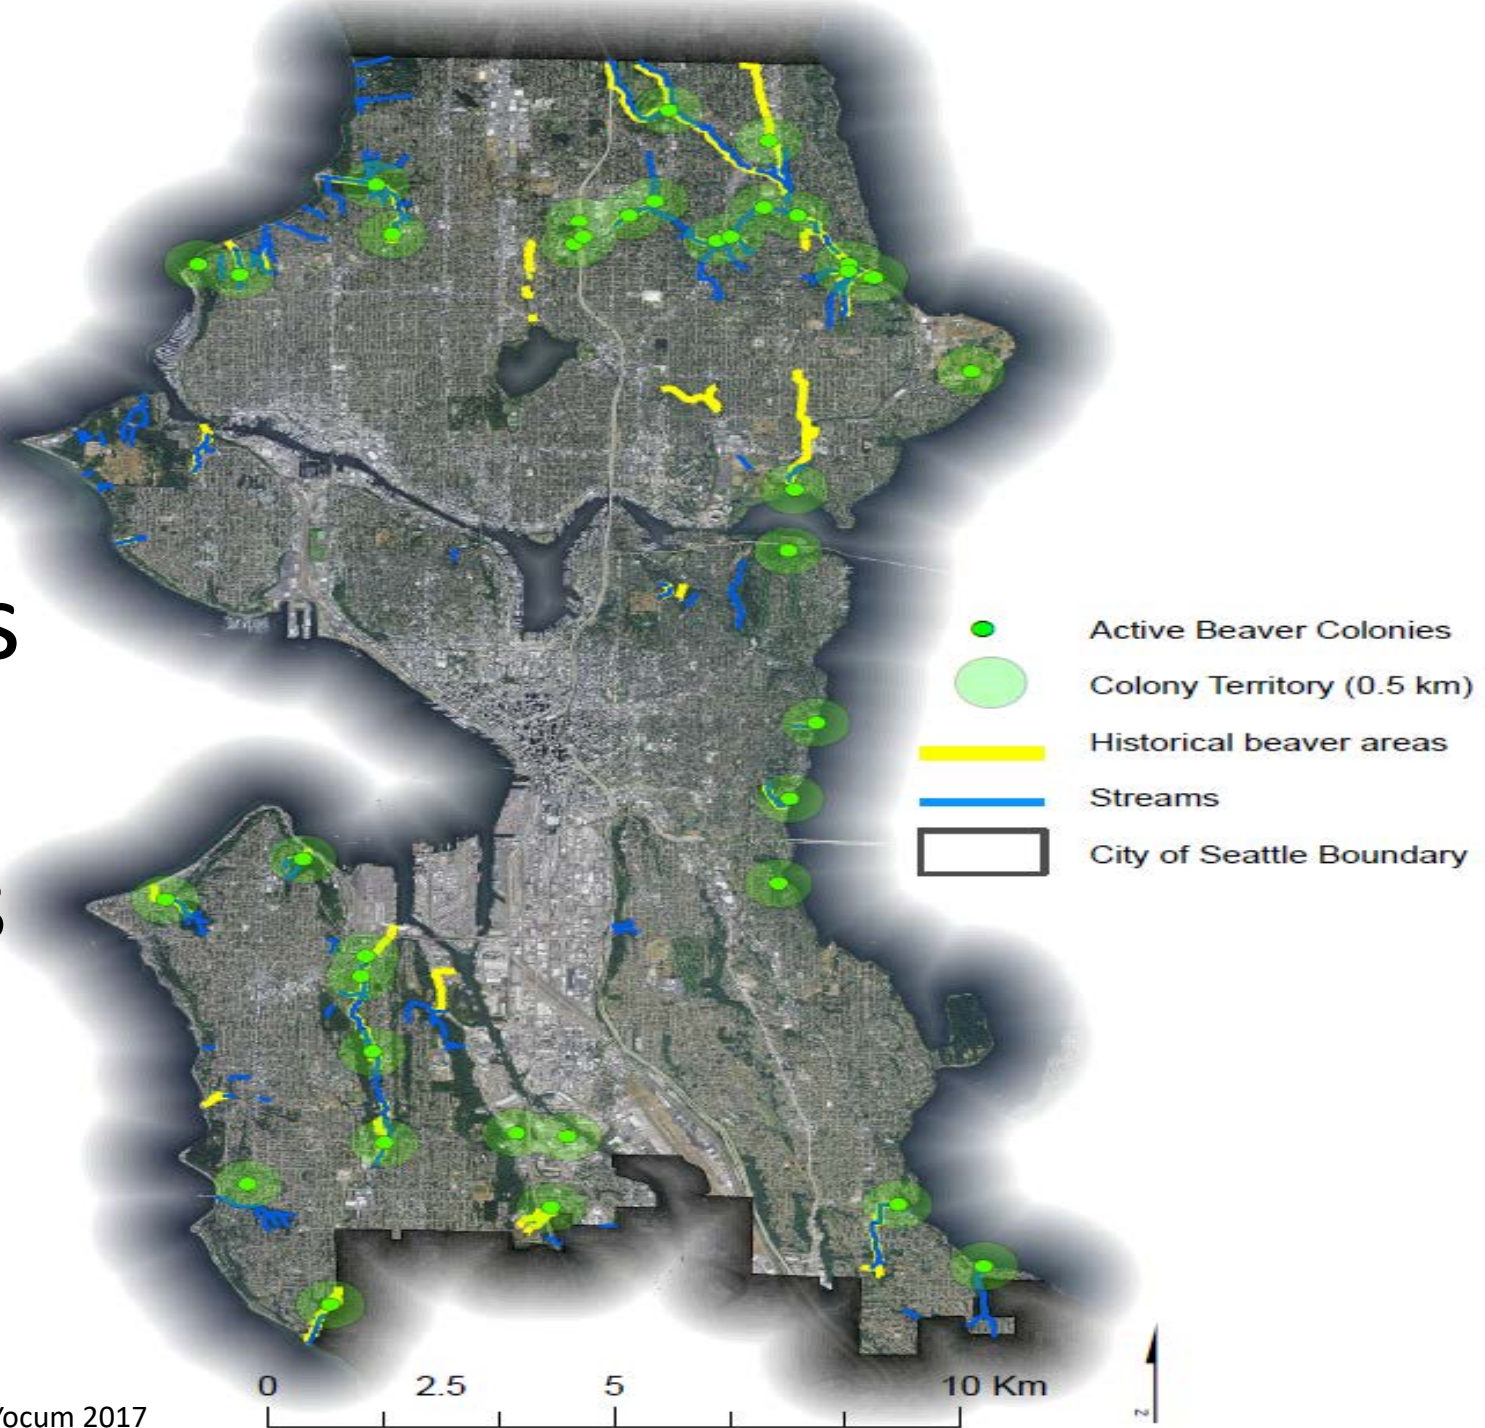 s
Active Beaver Colonies
Colony Territory (0.5 km)
Historical beaver areas
Streams
City of Seattle Boundary
0 2.5 5 10 Km
2017
z